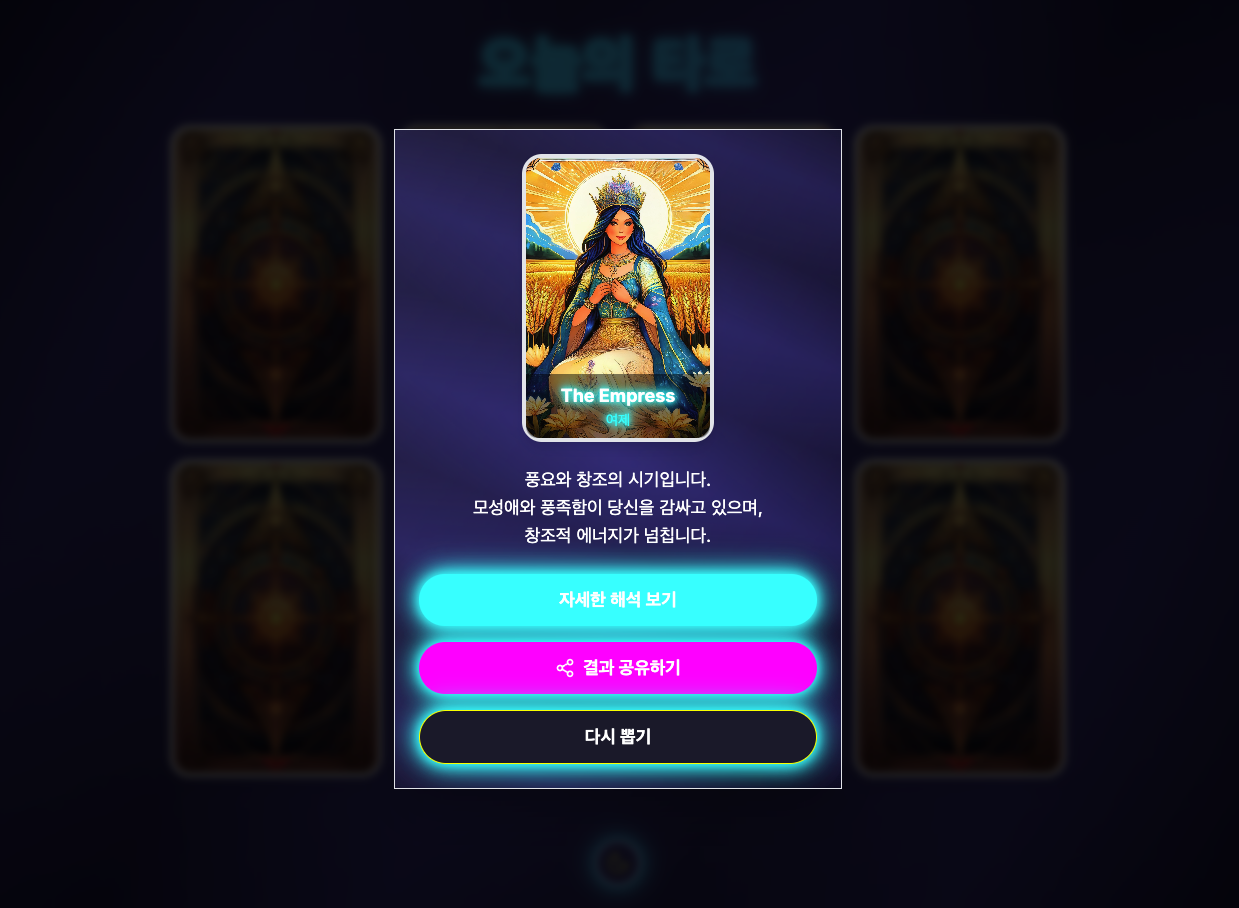 오늘의 타로
The Empress
여제
풍요와 창조의 시기입니다.
모성애와 풍족함이 당신을 감싸고 있으며,
창조적 에너지가 넘칩니다.
자세한 해석 보기
결과 공유하기
다시 뽑기